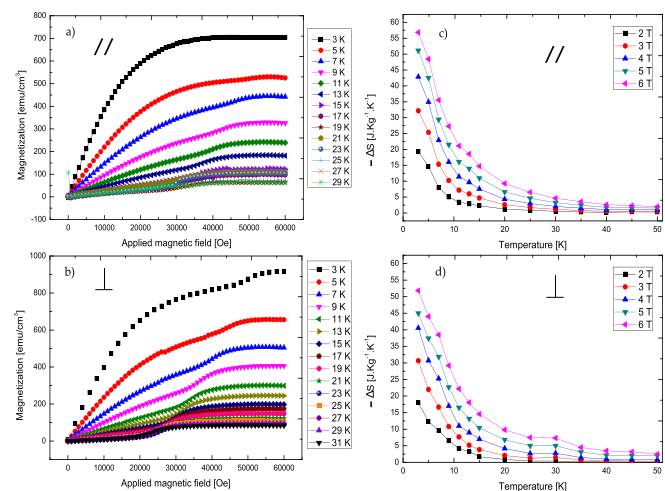 a)
//
Magnetization [emu/cm³]
800
700
600
500
400
300
200
100
0
-100
0
10000
20000
30000
40000
50000
60000
Applied magnetic field [Oe]
3 K
5 K
7 K
9 K
11 K
13 K
15 K
17 K
19 K
21 K
23 K
25 K
27 K
29 K
c)
//
− ΔS [J.Kg⁻¹.K⁻¹]
60
55
50
45
40
35
30
25
20
15
10
5
0
0
10
20
30
40
50
Temperature [K]
2 T
3 T
4 T
5 T
6 T
b)
⊥
Magnetization [emu/cm³]
1000
800
600
400
200
0
0
10000
20000
30000
40000
50000
60000
Applied magnetic field [Oe]
3 K
5 K
7 K
9 K
11 K
13 K
15 K
17 K
19 K
21 K
23 K
25 K
27 K
29 K
31 K
d)
⊥
− ΔS [J.Kg⁻¹.K⁻¹]
60
55
50
45
40
35
30
25
20
15
10
5
0
0
10
20
30
40
50
Temperature [K]
2 T
3 T
4 T
5 T
6 T